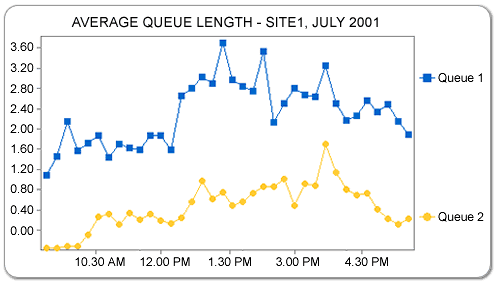 AVERAGE QUEUE LENGTH - SITE1, JULY 2001
3.60
3.20
2.80
2.40
2.00
1.60
1.20
0.80
0.40
0.00
Queue 1
Queue 2
10.30 AM 12.00 PM 1.30 PM 3.00 PM 4.30 PM